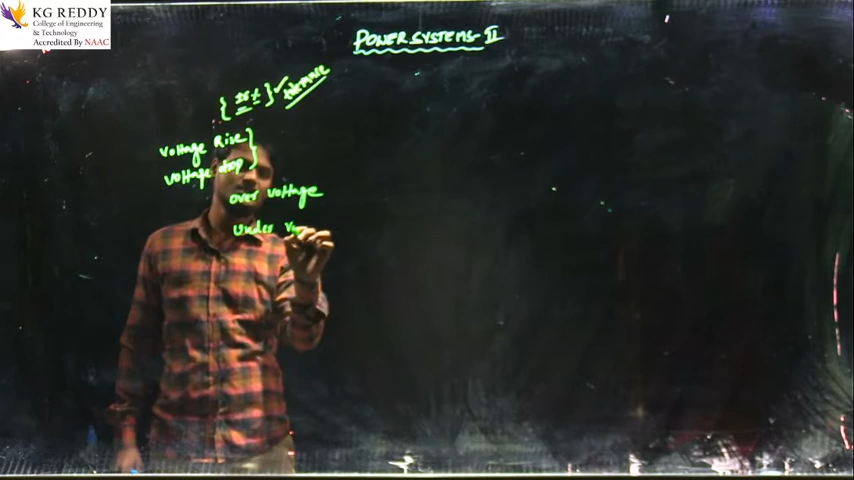 KG REDDY
College of Engineering
& Technology
Accredited By NAAC
POWER SYSTEMS-II
Voltage Rise
Voltage drop
over voltage
Under V